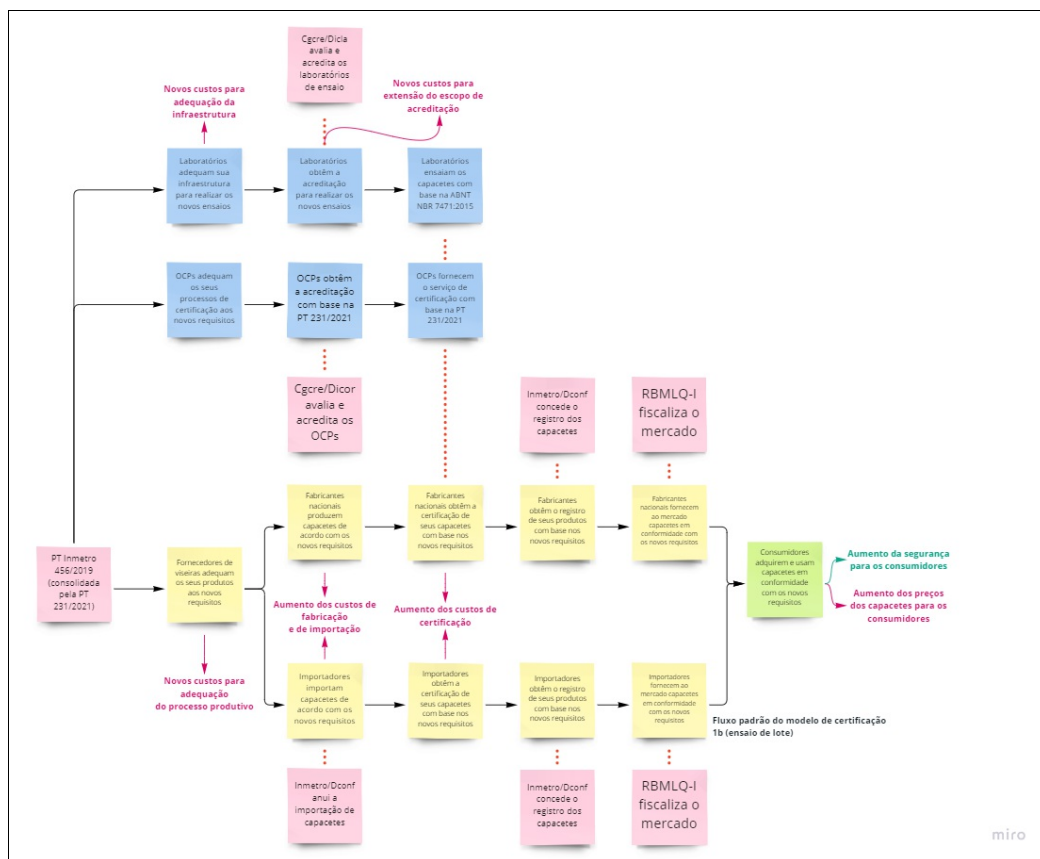 Cgcre/Dicla
avalia e
acredita os
laboratórios
de ensaio
Novos custos para
adequação da
infraestrutura
Novos custos para
extensão do escopo de
acreditação
Laboratórios
adequam sua
infraestrutura
para realizar os
novos ensaios
Laboratórios
obtêm a
acreditação
para realizar os
novos ensaios
Laboratórios
ensaiam os
capacetes com
base na ABNT
NBR 7471:2015
OCPs adequam
os seus
processos de
certificação aos
novos requisitos
OCPs obtêm
a acreditação
com base na
PT 231/2021
OCPs fornecem
o serviço de
certificação com
base na PT
231/2021
Cgcre/Dicor
avalia e
acredita os
OCPs
Inmetro/Dconf
concede o
registro dos
capacetes
RBMLQ-I
fiscaliza o
mercado
Fabricantes
nacionais
produzem
capacetes de
acordo com os
novos requisitos
Fabricantes
nacionais obtêm a
certificação de
seus capacetes
com base nos
novos requisitos
Fabricantes
obtêm o registro
de seus produtos
com base nos
novos requisitos
Fabricantes
nacionais fornecem
ao mercado
capacetes em
conformidade com
os novos requisitos
PT Inmetro
456/2019
(consolidada
pela PT
231/2021)
Fornecedores de
viseiras adequam
os seus produtos
aos novos
requisitos
Consumidores
adquirem e usam
capacetes em
conformidade
com os novos
requisitos
Aumento da segurança
para os consumidores
Aumento dos preços
dos capacetes para os
consumidores
Aumento dos custos de
fabricação
e de importação
Aumento dos custos de
certificação
Novos custos para
adequação
do processo produtivo
Importadores
importam
capacetes de
acordo com os
novos requisitos
Importadores
obtêm a
certificação de
seus capacetes
com base nos
novos requisitos
Importadores
obtêm o registro
de seus produtos
com base nos
novos requisitos
Importadores
fornecem ao
mercado capacetes
em conformidade
com os novos
requisitos
Fluxo padrão do modelo de certificação
1b (ensaio de lote)
Inmetro/Dconf
anui a
importação de
capacetes
Inmetro/Dconf
concede o
registro dos
capacetes
RBMLQ-I
fiscaliza o
mercado
miro